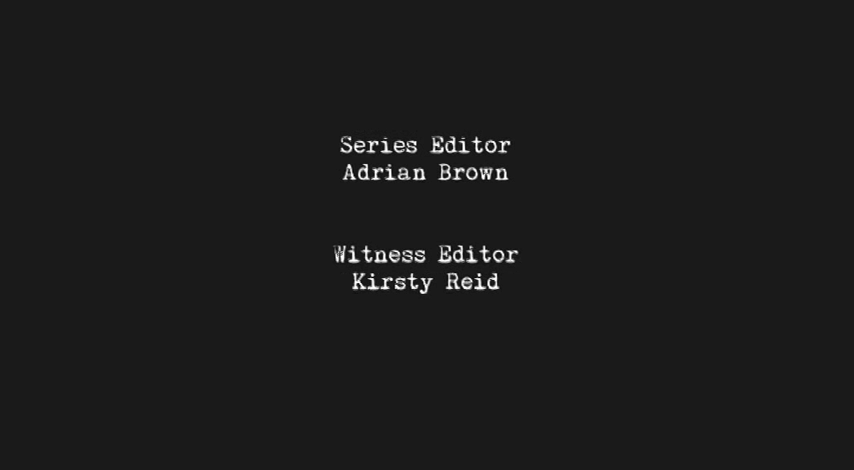 Series Editor
Adrian Brown
Witness Editor
Kirsty Reid